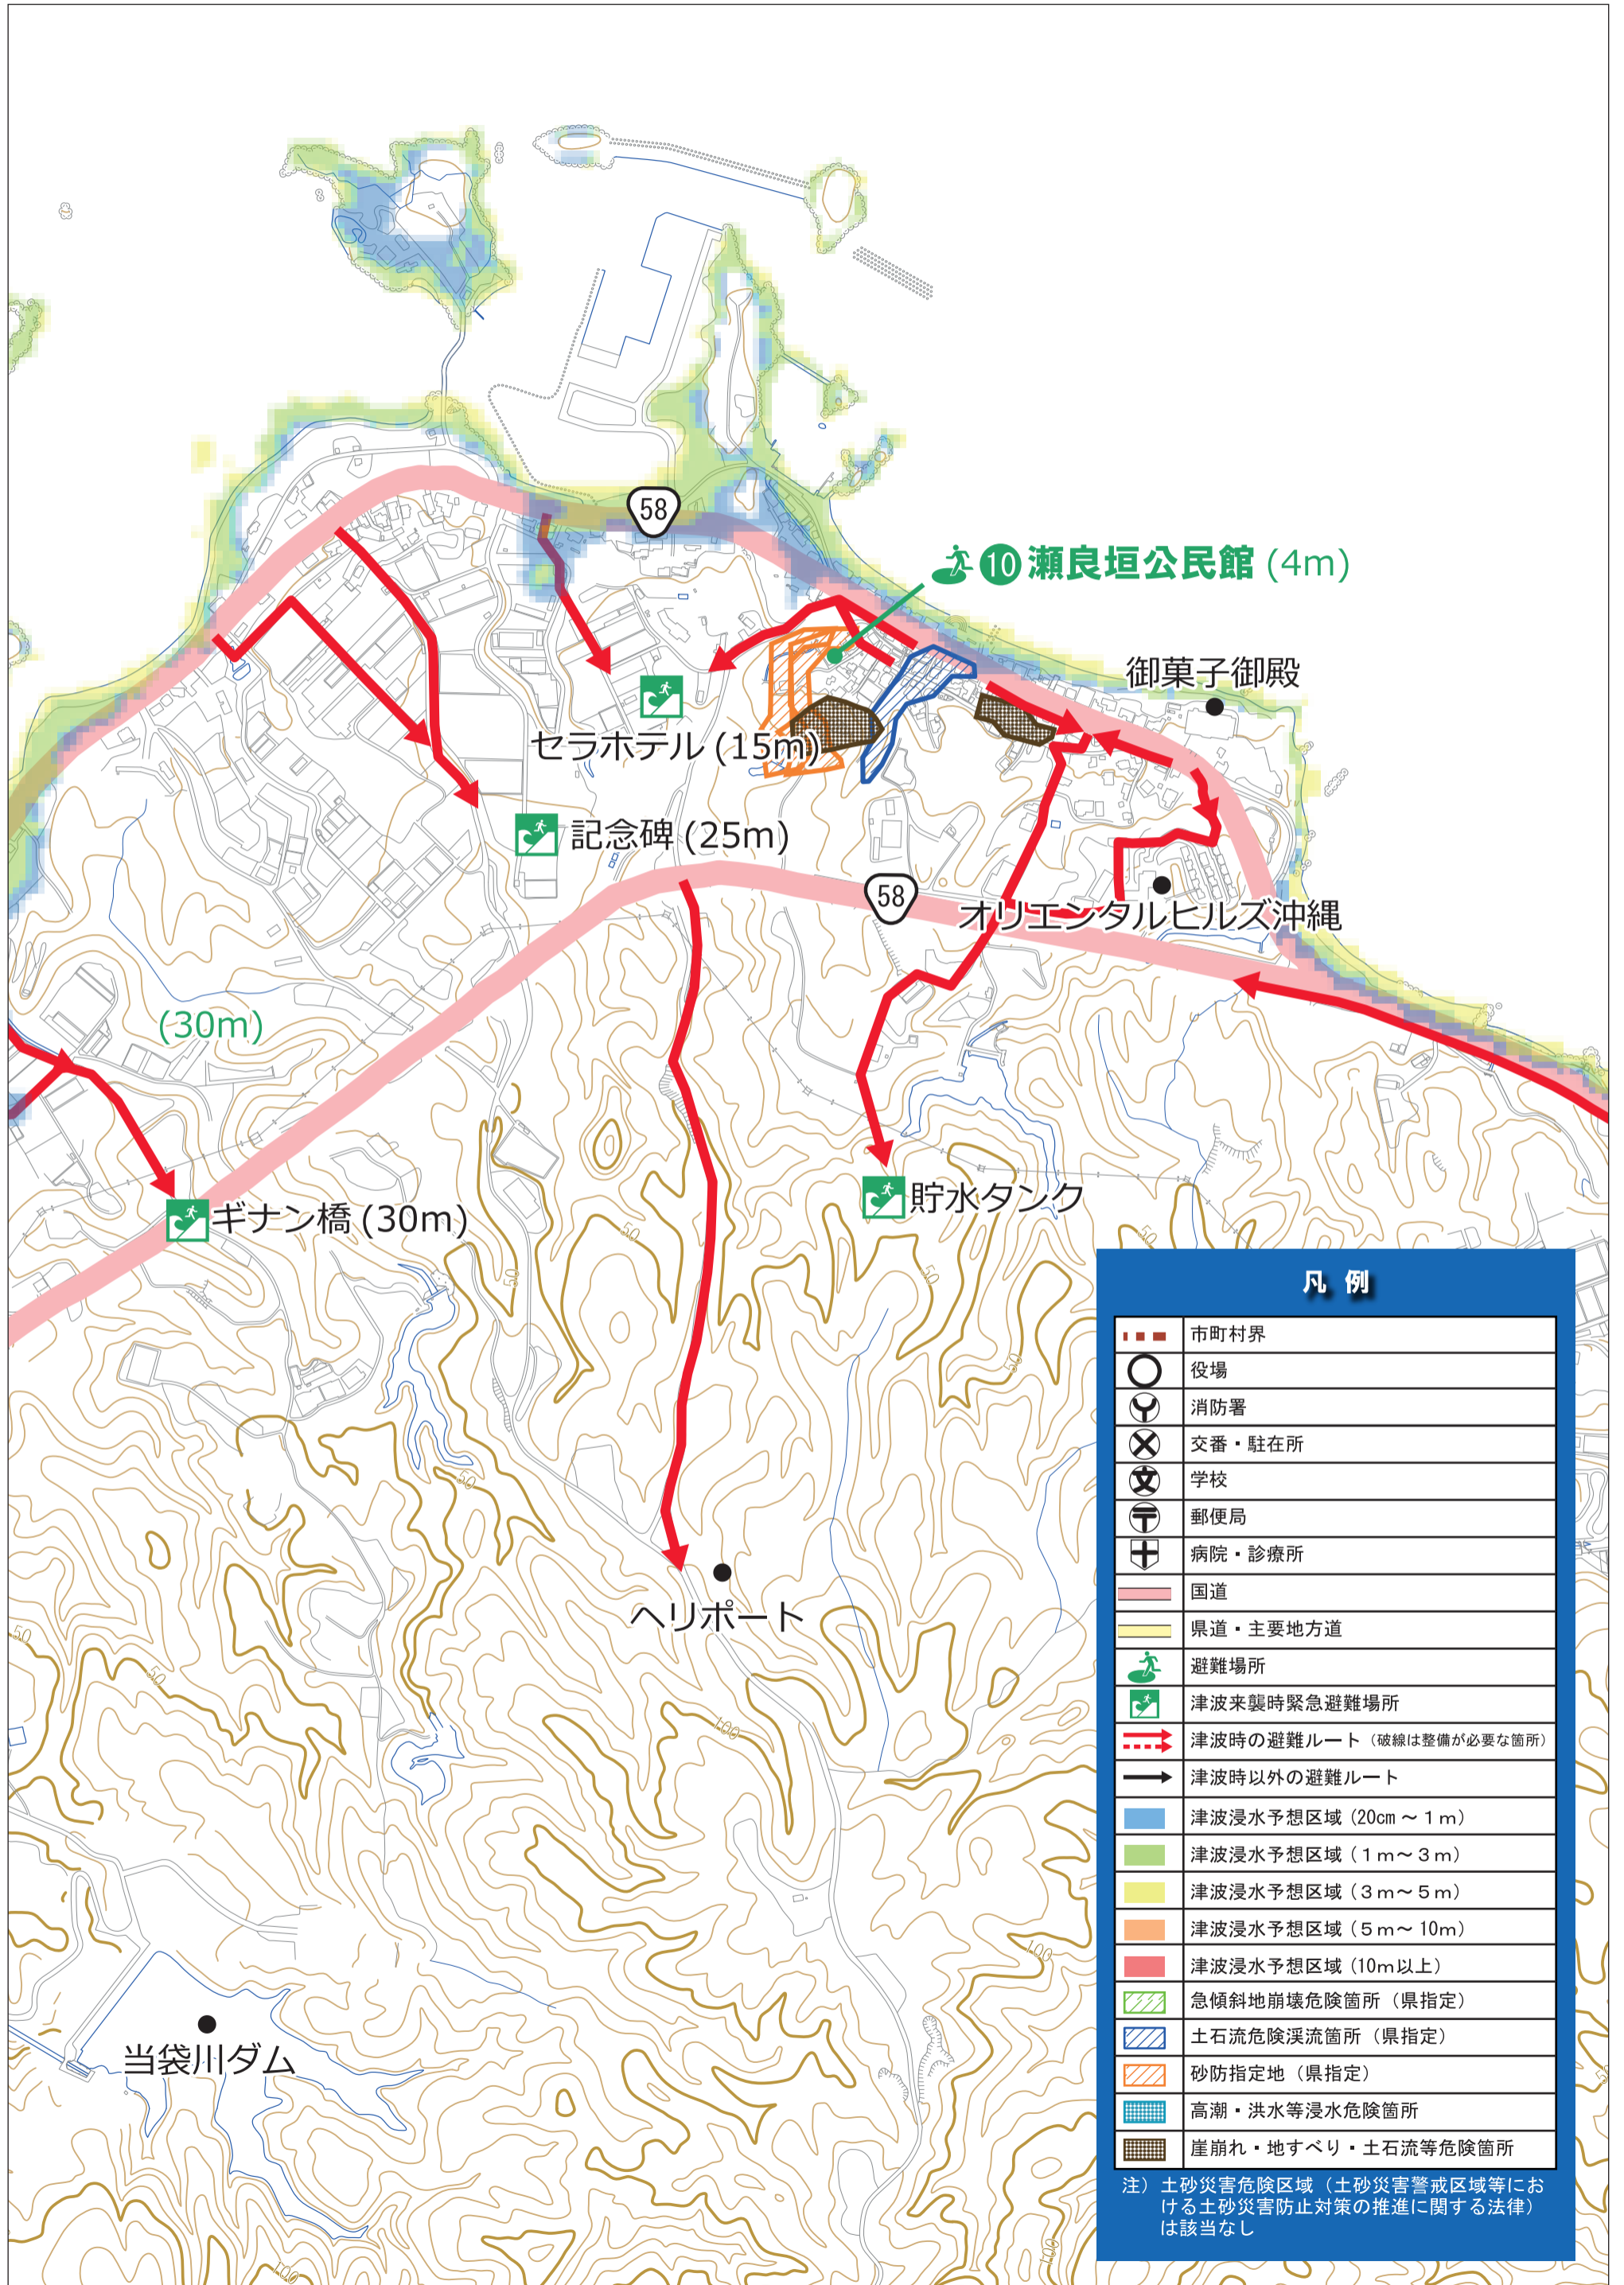 58
⑩瀬良垣公民館 (4m)
御菓子御殿
セラホテル (15m)
記念碑 (25m)
58
オリエンタルヒルズ沖縄
(30m)
ギナン橋 (30m)
貯水タンク
50
50
50
50
50
50
ヘリポート
50
50
100
100
当袋川ダム
100
100
凡 例
市町村界
役場
消防署
交番・駐在所
学校
郵便局
病院・診療所
国道
県道・主要地方道
避難場所
津波来襲時緊急避難場所
津波時の避難ルート（破線は整備が必要な箇所）
津波時以外の避難ルート
津波浸水予想区域（20cm～1m）
津波浸水予想区域（1m～3m）
津波浸水予想区域（3m～5m）
津波浸水予想区域（5m～10m）
津波浸水予想区域（10m以上）
急傾斜地崩壊危険箇所（県指定）
土石流危険渓流箇所（県指定）
砂防指定地（県指定）
高潮・洪水等浸水危険箇所
崖崩れ・地すべり・土石流等危険箇所
注）土砂災害危険区域（土砂災害警戒区域等にお
ける土砂災害防止対策の推進に関する法律）
は該当なし